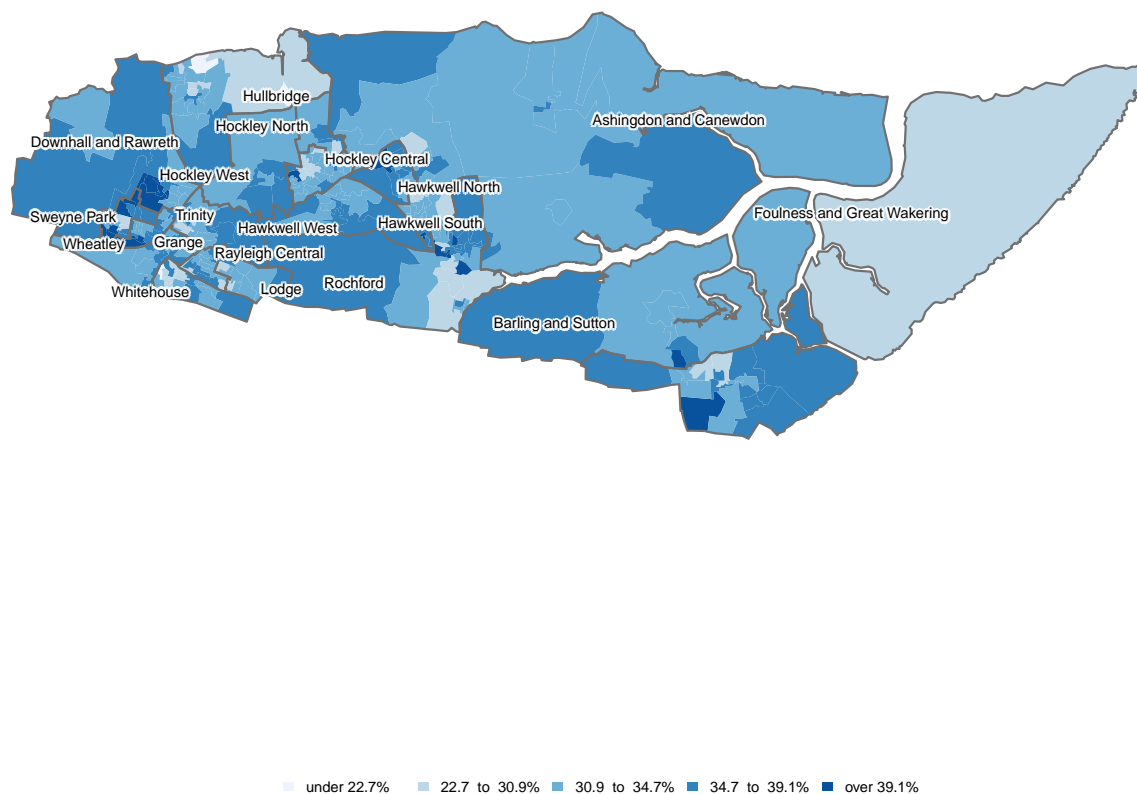 Hullbridge
Ashingdon and Canewdon
Hockley North
Downhall and Rawreth
Hockley Central
Hockley West
Hawkwell North
Sweyne Park
Trinity
Foulness and Great Wakering
Hawkwell South
Hawkwell West
Wheatley
Grange
Rayleigh Central
Rochford
Whitehouse
Lodge
Barling and Sutton
under 22.7%
22.7 to 30.9%
30.9 to 34.7%
34.7 to 39.1%
over 39.1%